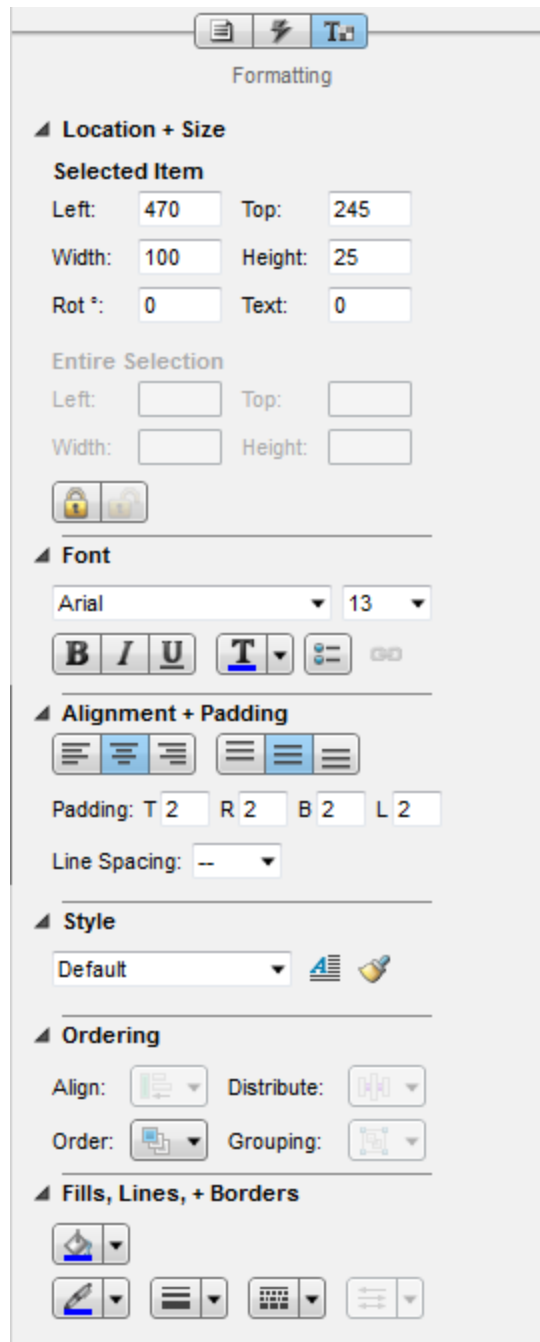 Formatting
Location + Size
Selected Item
Left: 470 Top: 245
Width: 100 Height: 25
Rot °: 0 Text: 0
Entire Selection
Left: Top:
Width: Height:
Font
Arial 13
B I U T
Alignment + Padding
Padding: T 2 R 2 B 2 L 2
Line Spacing: --
Style
Default
Ordering
Align: Distribute:
Order: Grouping:
Fills, Lines, + Borders